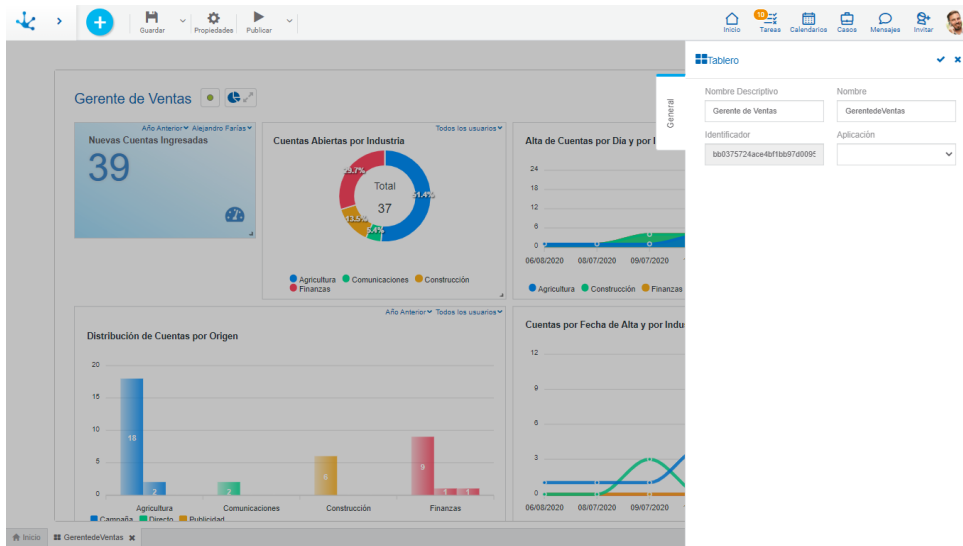 Guardar
Propiedades
Publicar
Inicio
10
Tareas
Calendarios
Casos
Mensajes
Invitar
Gerente de Ventas
Año Anterior Alejandro Farías
Nuevas Cuentas Ingresadas
39
Todos los usuarios
Cuentas Abiertas por Industria
Total
37
51.4%
5.4%
13.5%
29.7%
Agricultura Comunicaciones Construcción
Finanzas
Alta de Cuentas por Día y por I
24
18
12
6
0
06/08/2020 08/07/2020 09/07/2020
Agricultura Construcción Finanzas
Año Anterior Todos los usuarios
Distribución de Cuentas por Origen
20
15
10
5
0
18
2
2
6
9
1
1
Agricultura Comunicaciones Construcción Finanzas
Campaña Directo Publicidad
Cuentas por Fecha de Alta y por Indu
12
9
6
3
0
06/08/2020 08/07/2020 09/07/2020
Tablero
General
Nombre Descriptivo
Nombre
Gerente de Ventas
GerentedeVentas
Identificador
Aplicación
bb0375724ace4bf1bb97d0095
Inicio
GerentedeVentas